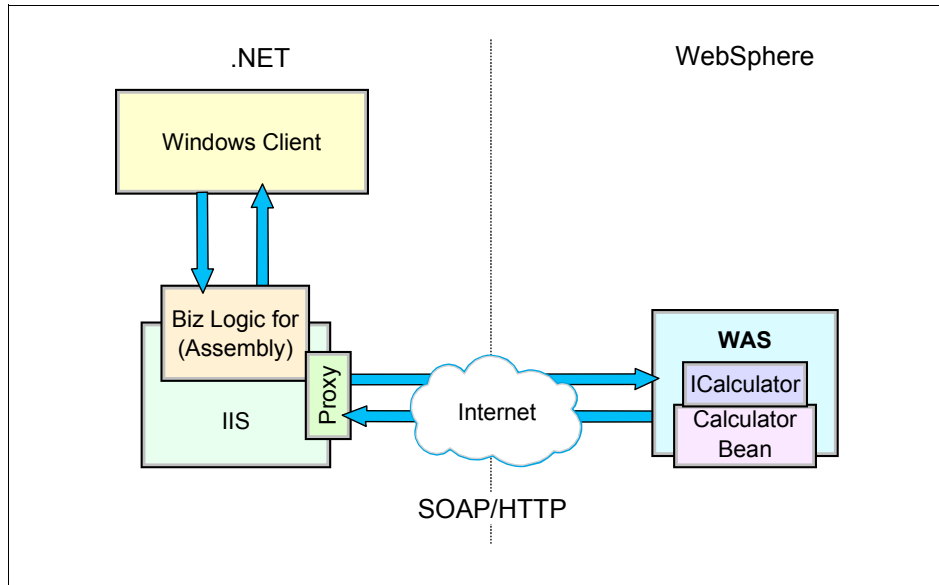 .NET
WebSphere
Windows Client
Biz Logic for
(Assembly)
IIS
Proxy
Internet
WAS
ICalculator
Calculator
Bean
SOAP/HTTP